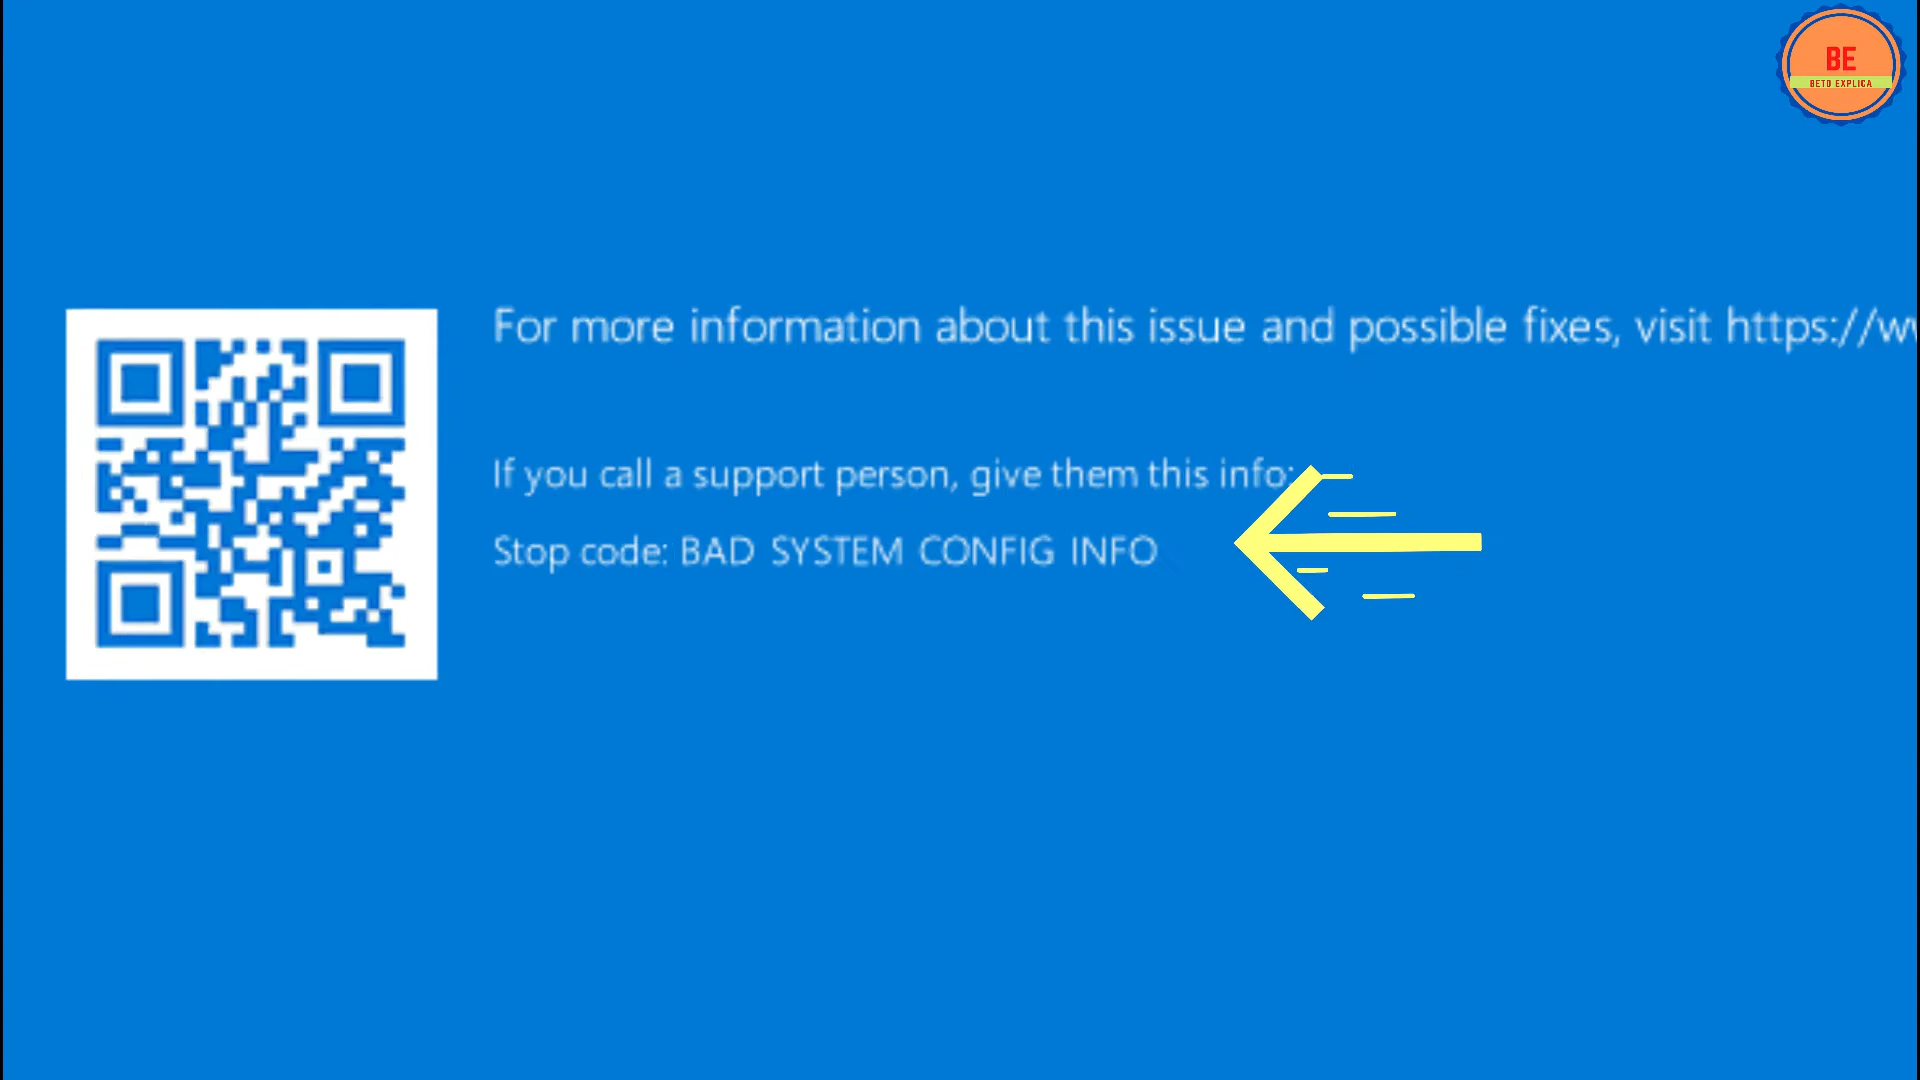 BE
BETO EXPLICA
For more information about this issue and possible fixes, visit https://w
If you call a support person, give them this info:
Stop code: BAD SYSTEM CONFIG INFO